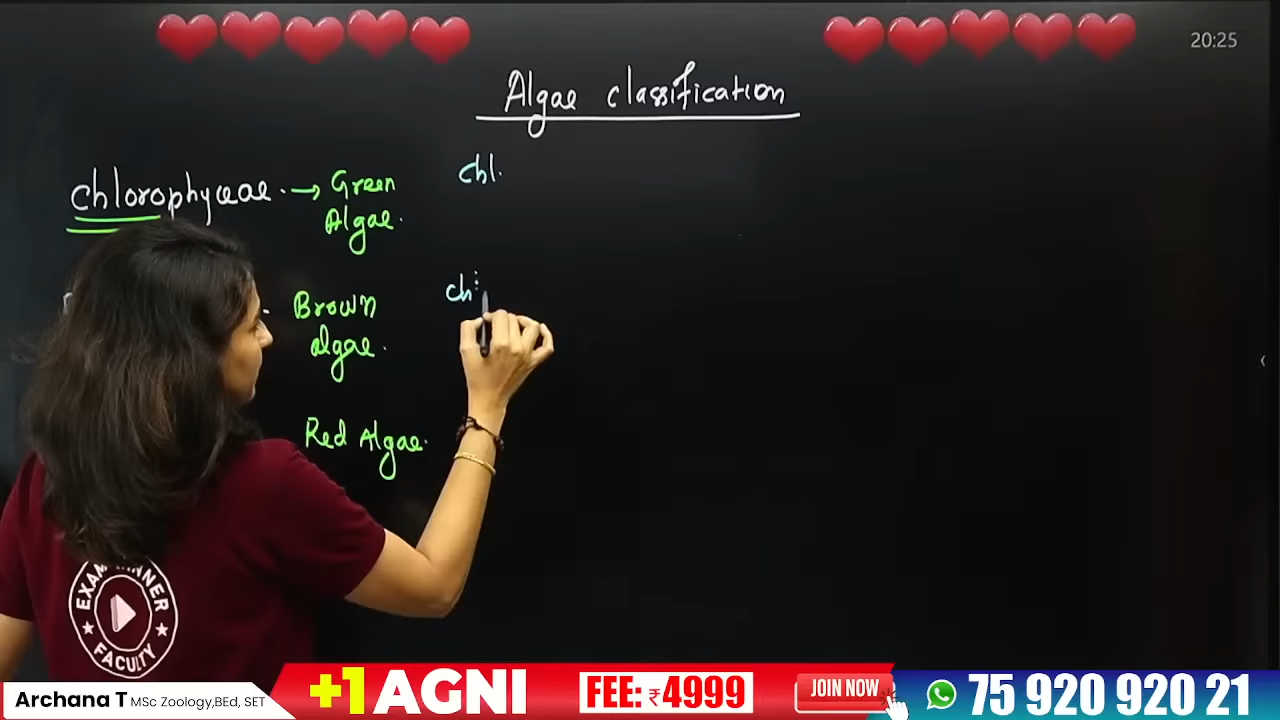 20:25
Algae classification
chl.
chlorophyceae. → Green
Algae.
ch
Brown
algae.
Red Algae.
FACULTY
Archana T MSc Zoology,BEd, SET
+1 AGNI
FEE: ₹4999
JOIN NOW
75 920 920 21